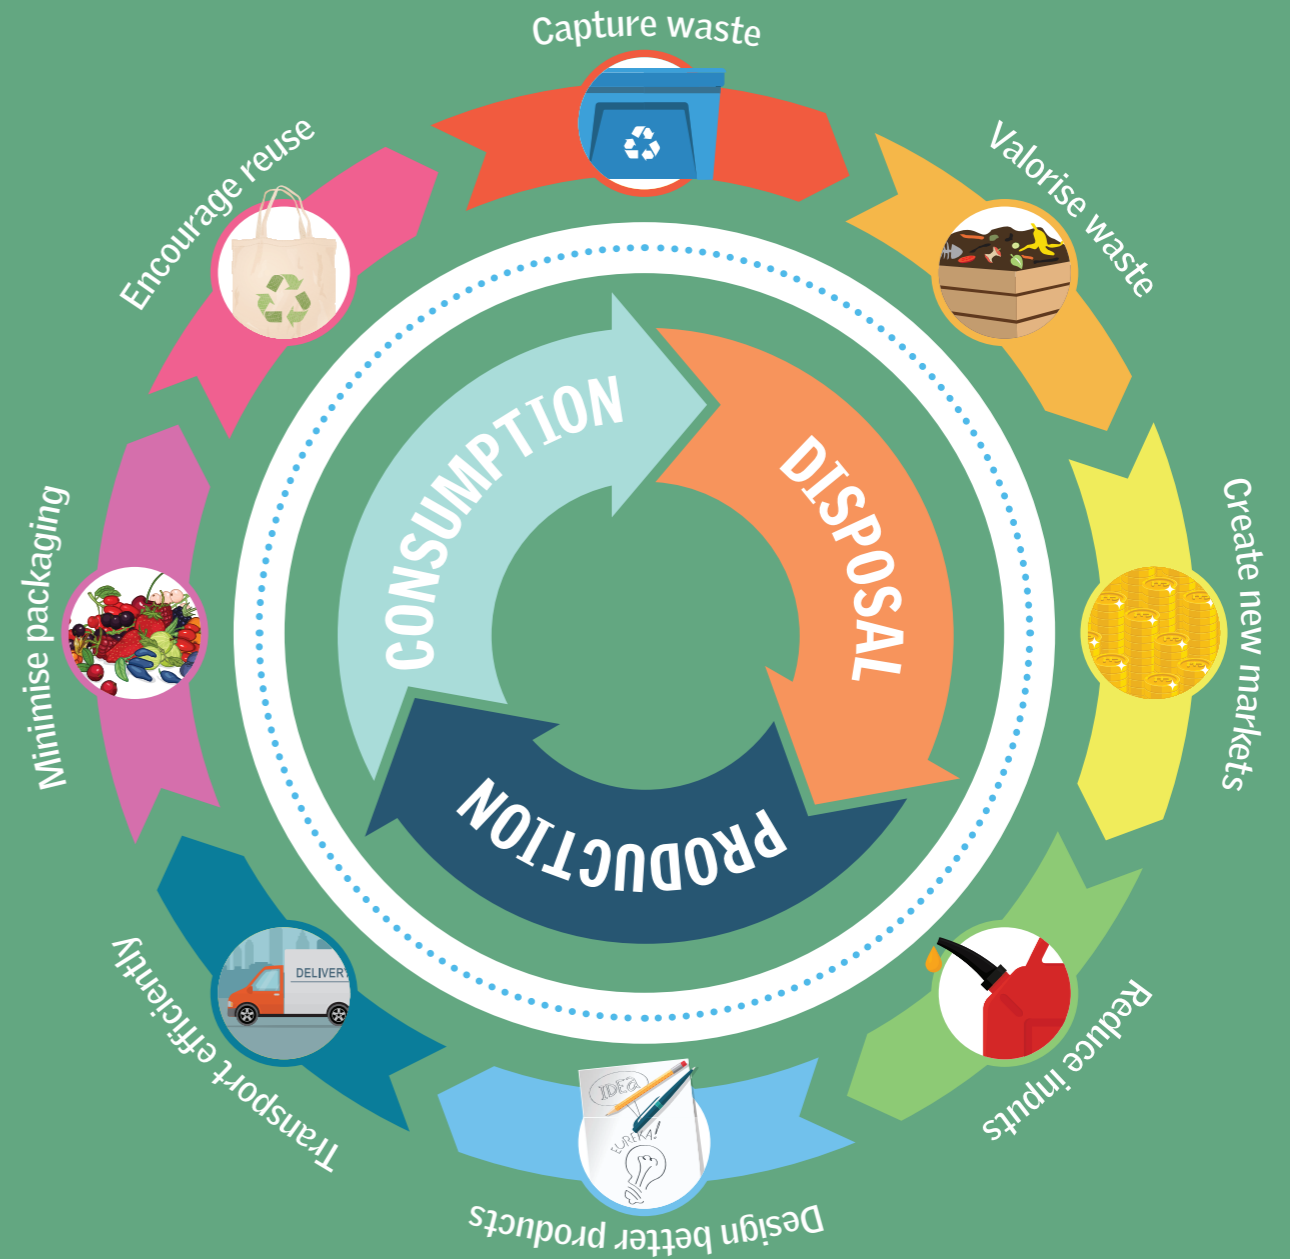 Capture waste
Valorise waste
Create new markets
Reduce inputs
Design better products
Transport efficiently
Minimise packaging
Encourage reuse
CONSUMPTION
DISPOSAL
PRODUCTION
DELIVERY
IDEA
EUREKA!